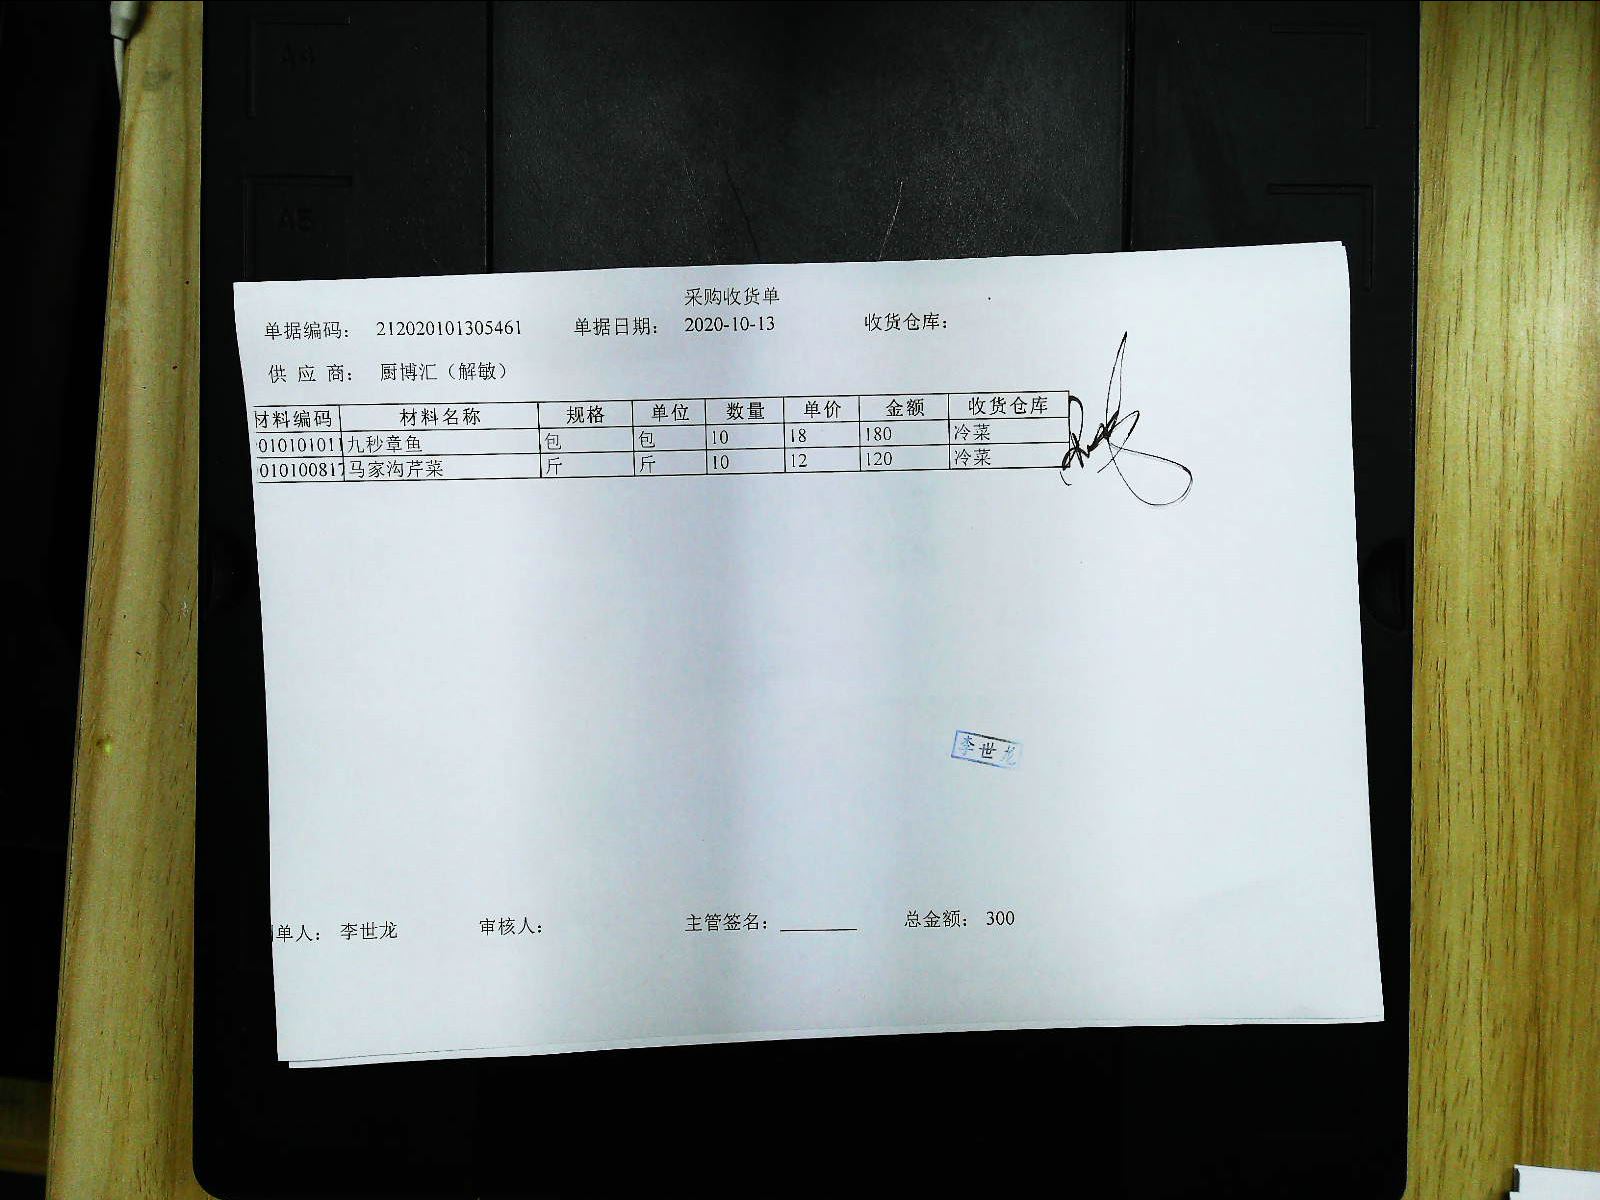 A4
A5
采购收货单
单据编码： 212020101305461 单据日期： 2020-10-13 收货仓库：
供 应 商： 厨博汇（解敏）
材料编码 材料名称 规格 单位 数量 单价 金额 收货仓库
010101011 九秒章鱼 包 包 10 18 180 冷菜
010100817 马家沟芹菜 斤 斤 10 12 120 冷菜
李世龙
单人： 李世龙 审核人： 主管签名： 总金额： 300